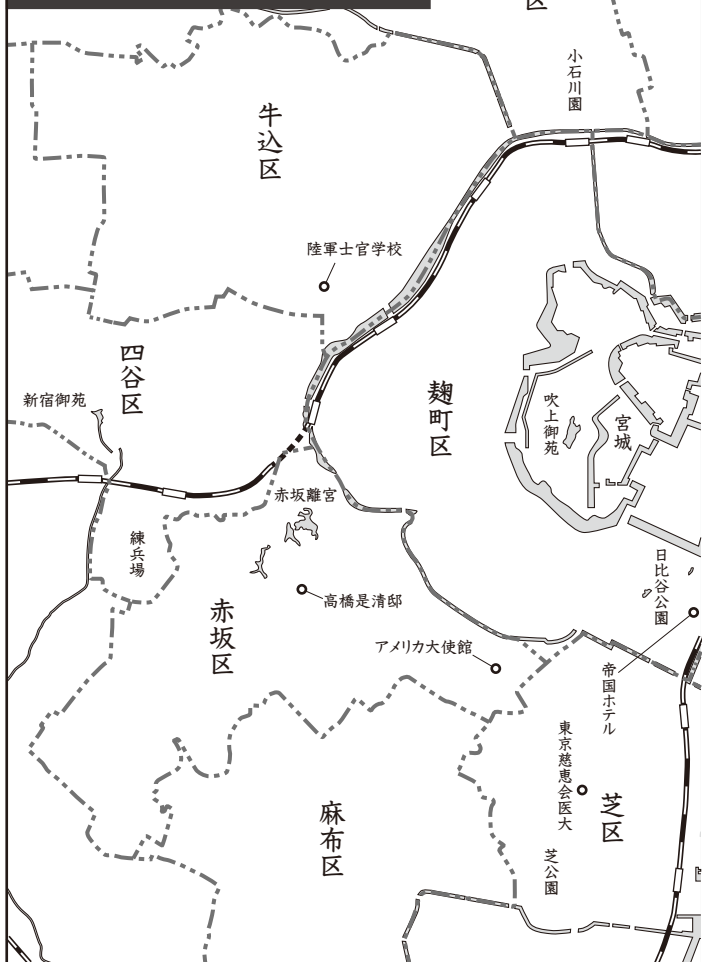 区
小石川園
牛込区
陸軍士官学校
四谷区
新宿御苑
麹町区
吹上御苑
宮城
赤坂離宮
練兵場
日比谷公園
高橋是清邸
赤坂区
アメリカ大使館
帝国ホテル
東京慈恵会医大
芝区
麻布区
芝公園